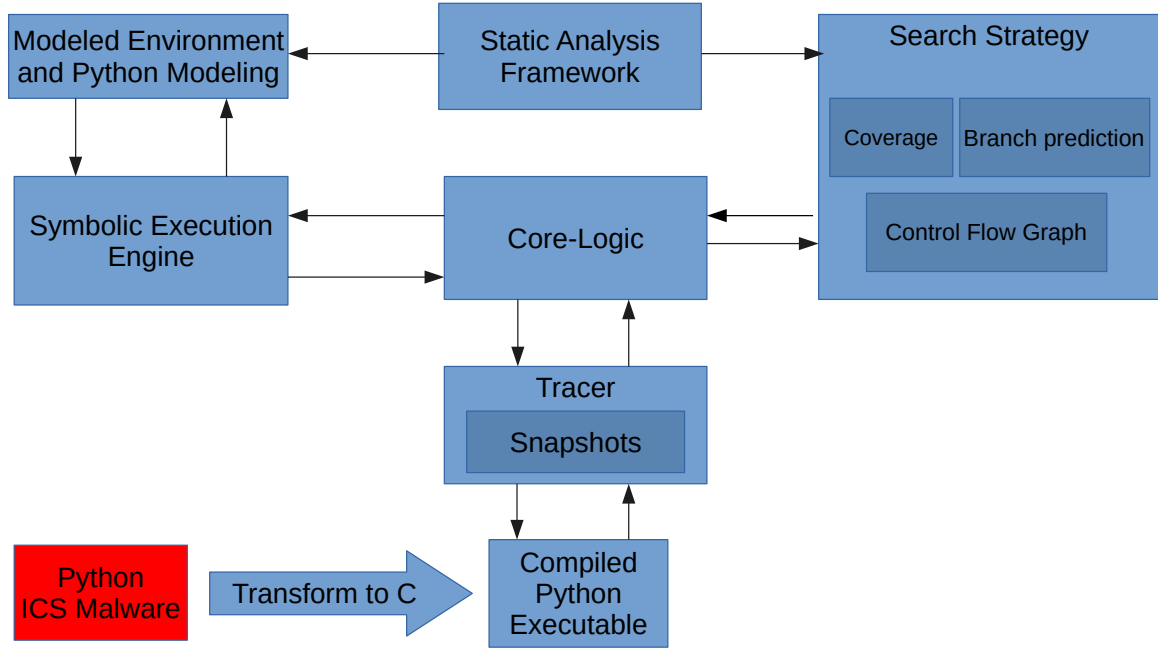 Modeled Environment
and Python Modeling
Static Analysis
Framework
Search Strategy
Coverage
Branch prediction
Control Flow Graph
Symbolic Execution
Engine
Core-Logic
Tracer
Snapshots
Python
ICS Malware
Transform to C
Compiled
Python
Executable